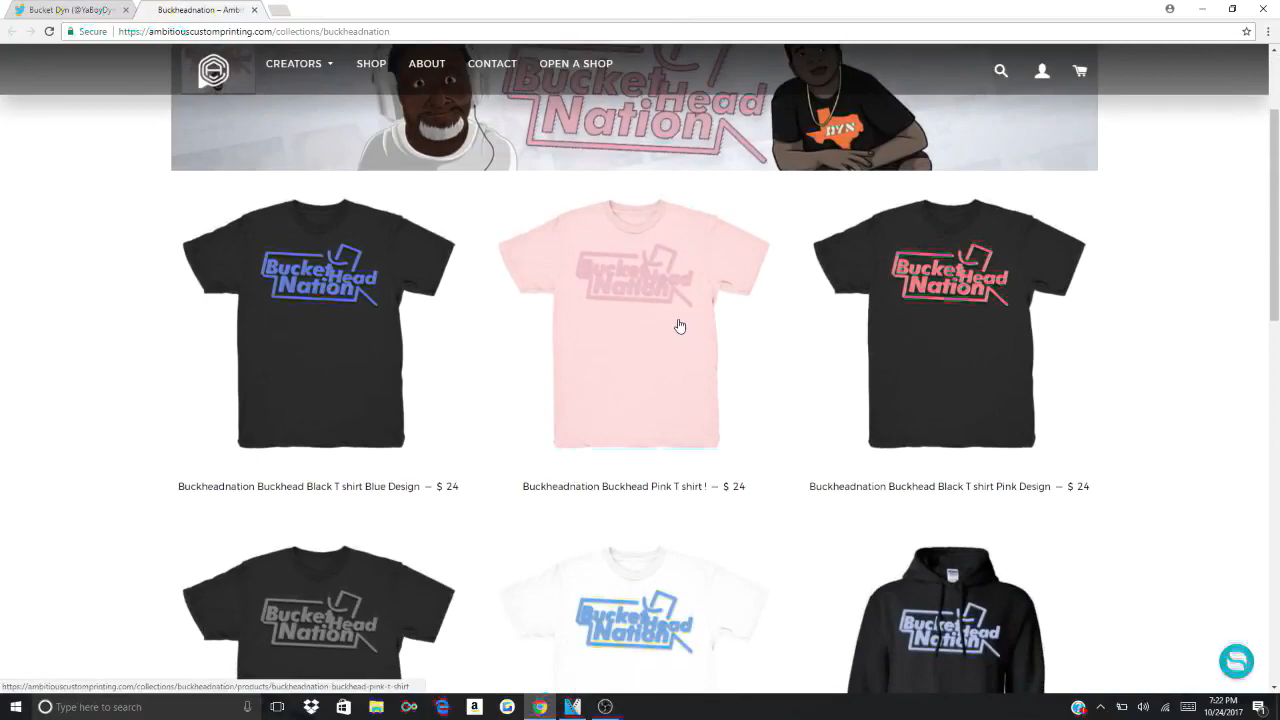 Bucket Dyn (@YaBoyDy
Buckheadnation – Ambi
Secure https://ambitiouscustomprinting.com/collections/buckheadnation
CREATORS SHOP ABOUT CONTACT OPEN A SHOP
Bucket Head
Nation
DYN
Bucket Head
Nation
Bucket Head
Nation
Bucket Head
Nation
Buckheadnation Buckhead Black T shirt Blue Design — $ 24
Buckheadnation Buckhead Pink T shirt ! — $ 24
Buckheadnation Buckhead Black T shirt Pink Design — $ 24
Bucket Head
Nation
Bucket Head
Nation
Bucket Head
Nation
https://ambitiouscustomprinting.com/collections/buckheadnation/products/buckheadnation-buckhead-pink-t-shirt
Type here to search
7:22 PM
10/24/2017